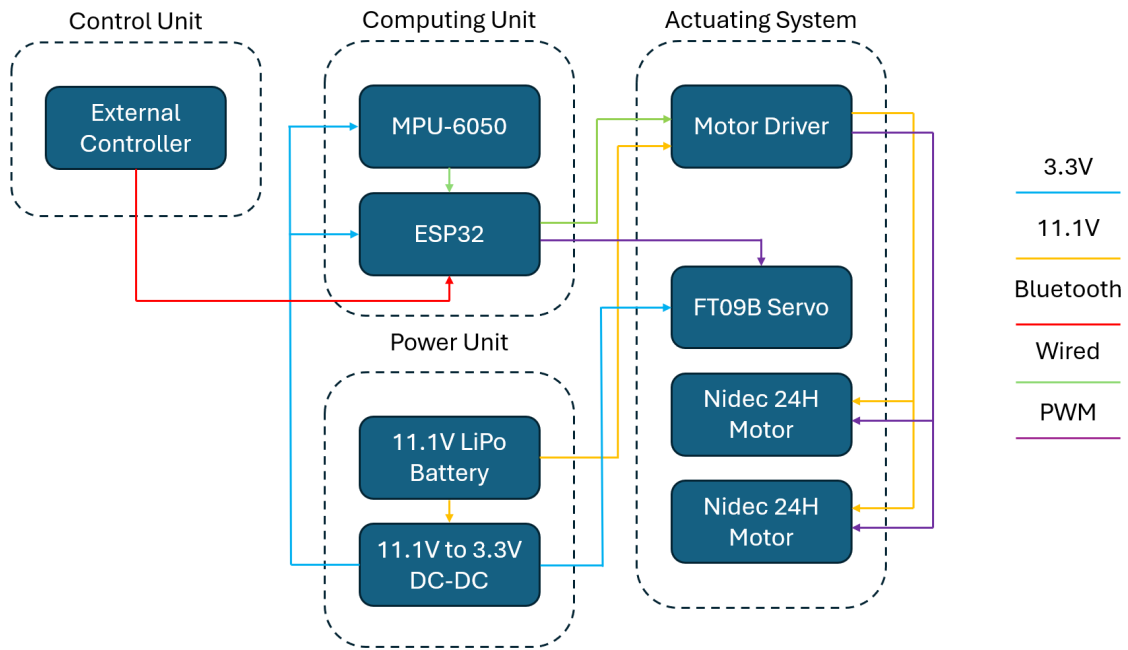 Control Unit
External
Controller
Computing Unit
MPU-6050
ESP32
Power Unit
11.1V LiPo
Battery
11.1V to 3.3V
DC-DC
Actuating System
Motor Driver
FT09B Servo
Nidec 24H
Motor
Nidec 24H
Motor
3.3V
11.1V
Bluetooth
Wired
PWM